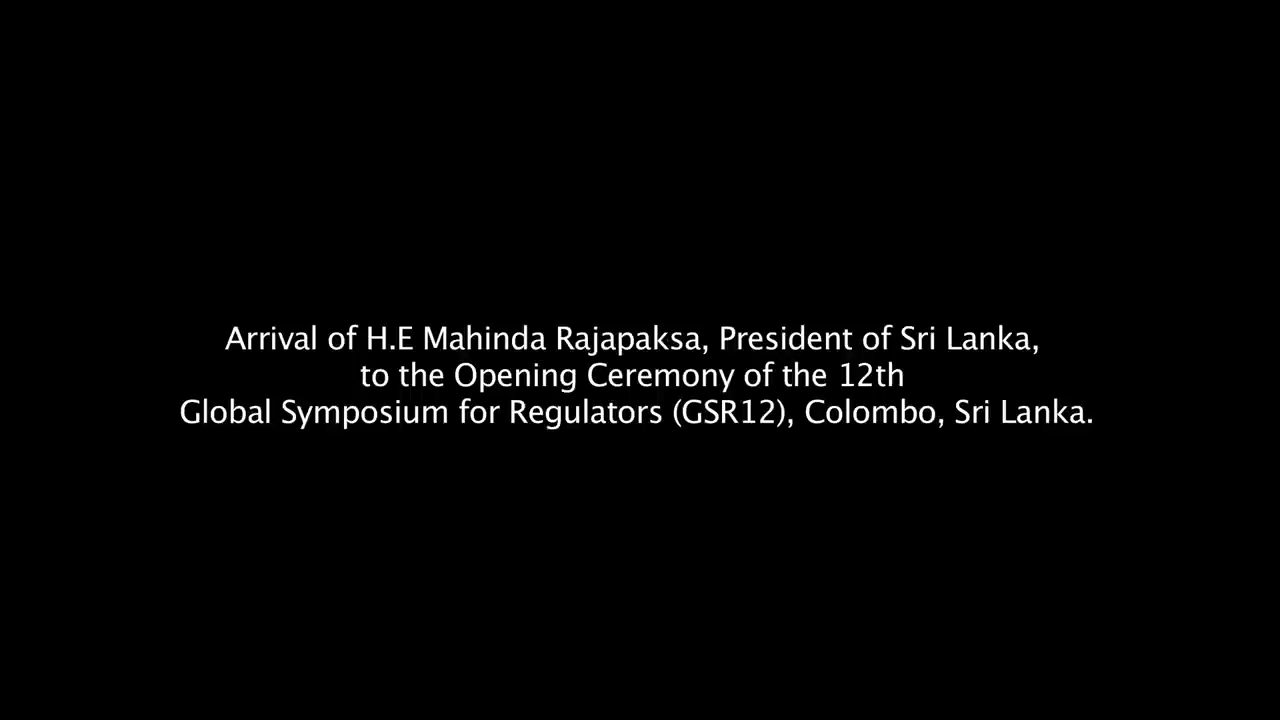 Arrival of H.E Mahinda Rajapaksa, President of Sri Lanka,
to the Opening Ceremony of the 12th
Global Symposium for Regulators (GSR12), Colombo, Sri Lanka.